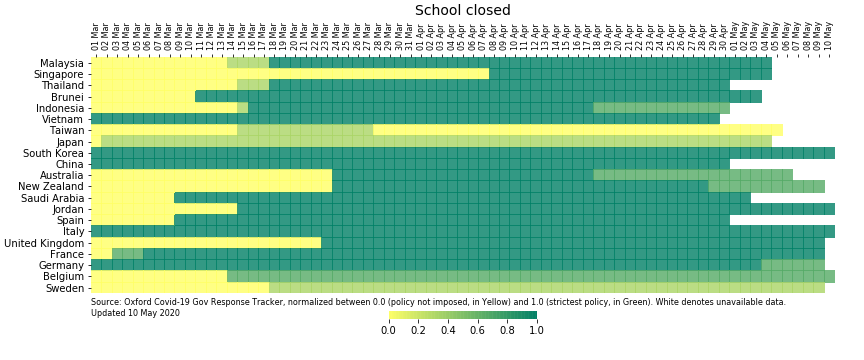 School closed
01 Mar 02 Mar 03 Mar 04 Mar 05 Mar 06 Mar 07 Mar 08 Mar 09 Mar 10 Mar 11 Mar 12 Mar 13 Mar 14 Mar 15 Mar 16 Mar 17 Mar 18 Mar 19 Mar 20 Mar 21 Mar 22 Mar 23 Mar 24 Mar 25 Mar 26 Mar 27 Mar 28 Mar 29 Mar 30 Mar 31 Mar 01 Apr 02 Apr 03 Apr 04 Apr 05 Apr 06 Apr 07 Apr 08 Apr 09 Apr 10 Apr 11 Apr 12 Apr 13 Apr 14 Apr 15 Apr 16 Apr 17 Apr 18 Apr 19 Apr 20 Apr 21 Apr 22 Apr 23 Apr 24 Apr 25 Apr 26 Apr 27 Apr 28 Apr 29 Apr 30 Apr 01 May 02 May 03 May 04 May 05 May 06 May 07 May 08 May 09 May 10 May
Malaysia
Singapore
Thailand
Brunei
Indonesia
Vietnam
Taiwan
Japan
South Korea
China
Australia
New Zealand
Saudi Arabia
Jordan
Spain
Italy
United Kingdom
France
Germany
Belgium
Sweden
Source: Oxford Covid-19 Gov Response Tracker, normalized between 0.0 (policy not imposed, in Yellow) and 1.0 (strictest policy, in Green). White denotes unavailable data.
Updated 10 May 2020
0.0 0.2 0.4 0.6 0.8 1.0